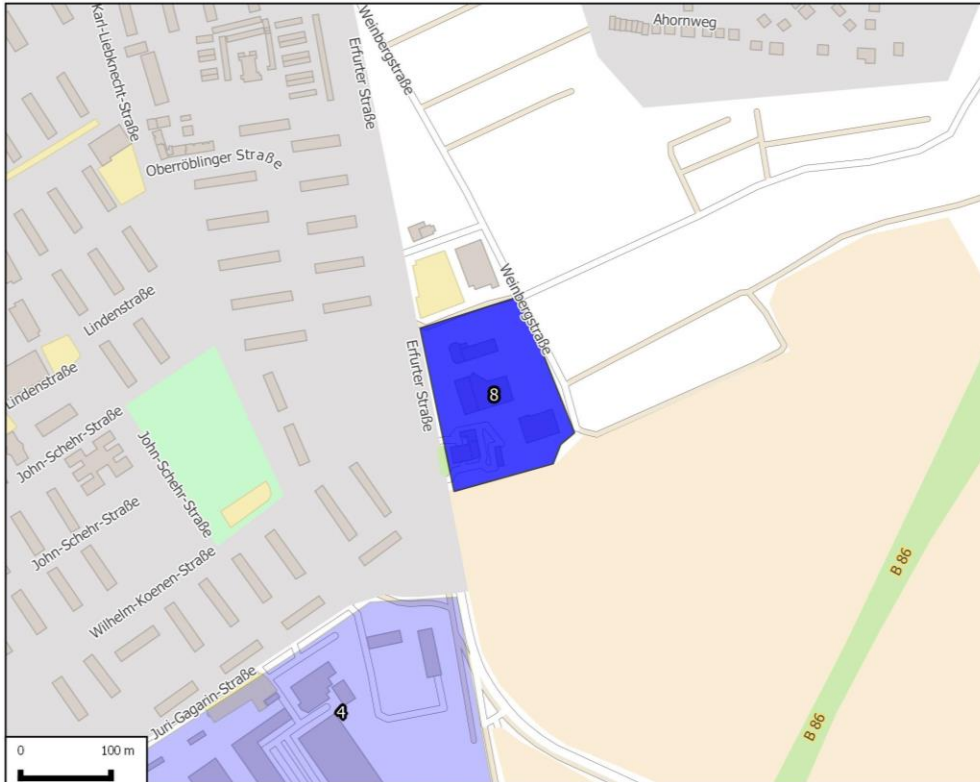 Ahornweg
Karl-Liebknecht-Straße
Erfurter Straße
Weinbergstraße
Oberröblinger Straße
Weinbergstraße
Lindenstraße
Lindenstraße
Erfurter Straße
8
John-Schehr-Straße
John-Schehr-Straße
John-Schehr-Straße
Wilhelm-Koenen-Straße
B 86
Juri-Gagarin-Straße
4
B 86
0 100 m